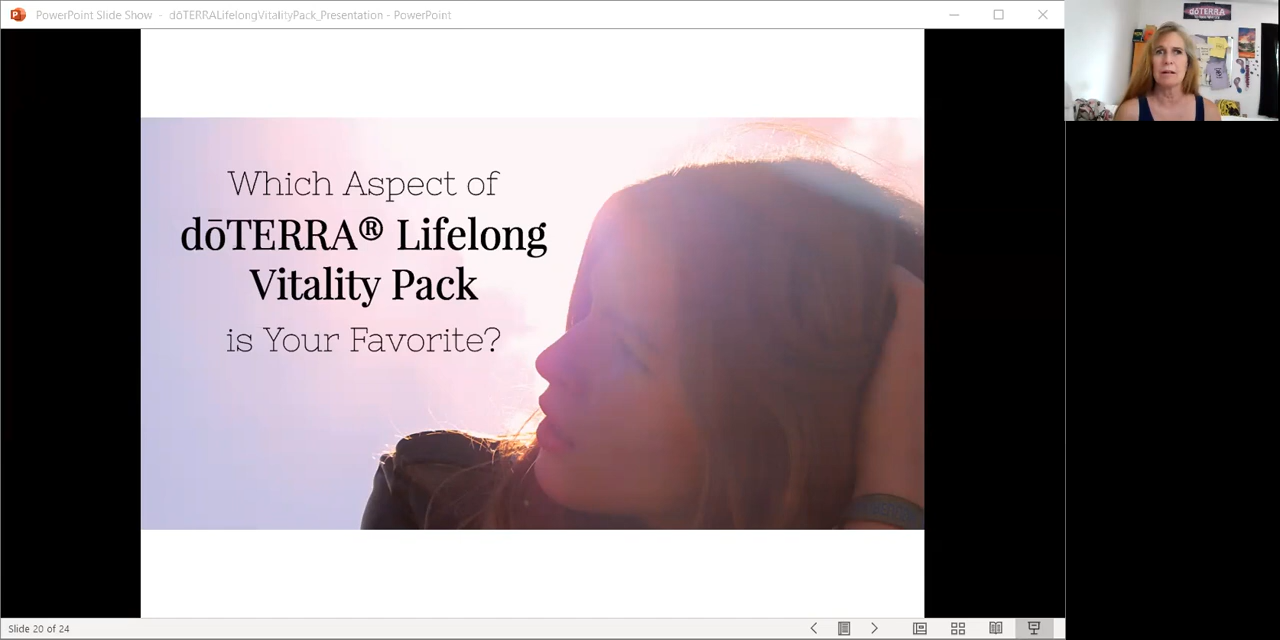 PowerPoint Slide Show - dōTERRALifelongVitalityPack_Presentation - PowerPoint
dōTERRA
Which Aspect of
dōTERRA® Lifelong
Vitality Pack
is Your Favorite?
Slide 20 of 24